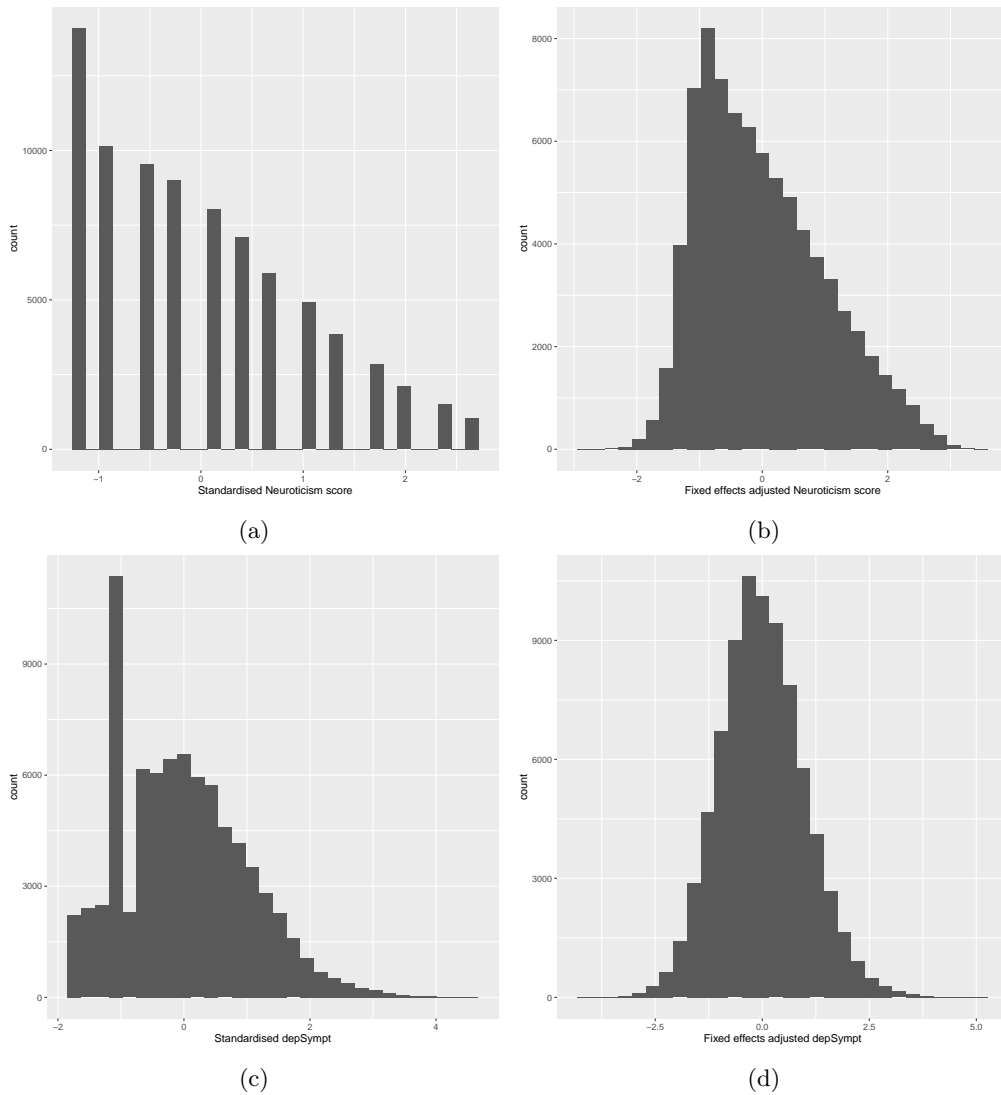 count
10000
5000
0
−1
0
1
2
Standardised Neuroticism score
(a)
count
8000
6000
4000
2000
0
−2
0
2
Fixed effects adjusted Neuroticism score
(b)
count
9000
6000
3000
0
−2
0
2
4
Standardised depSympt
(c)
count
9000
6000
3000
0
−2.5
0.0
2.5
5.0
Fixed effects adjusted depSympt
(d)